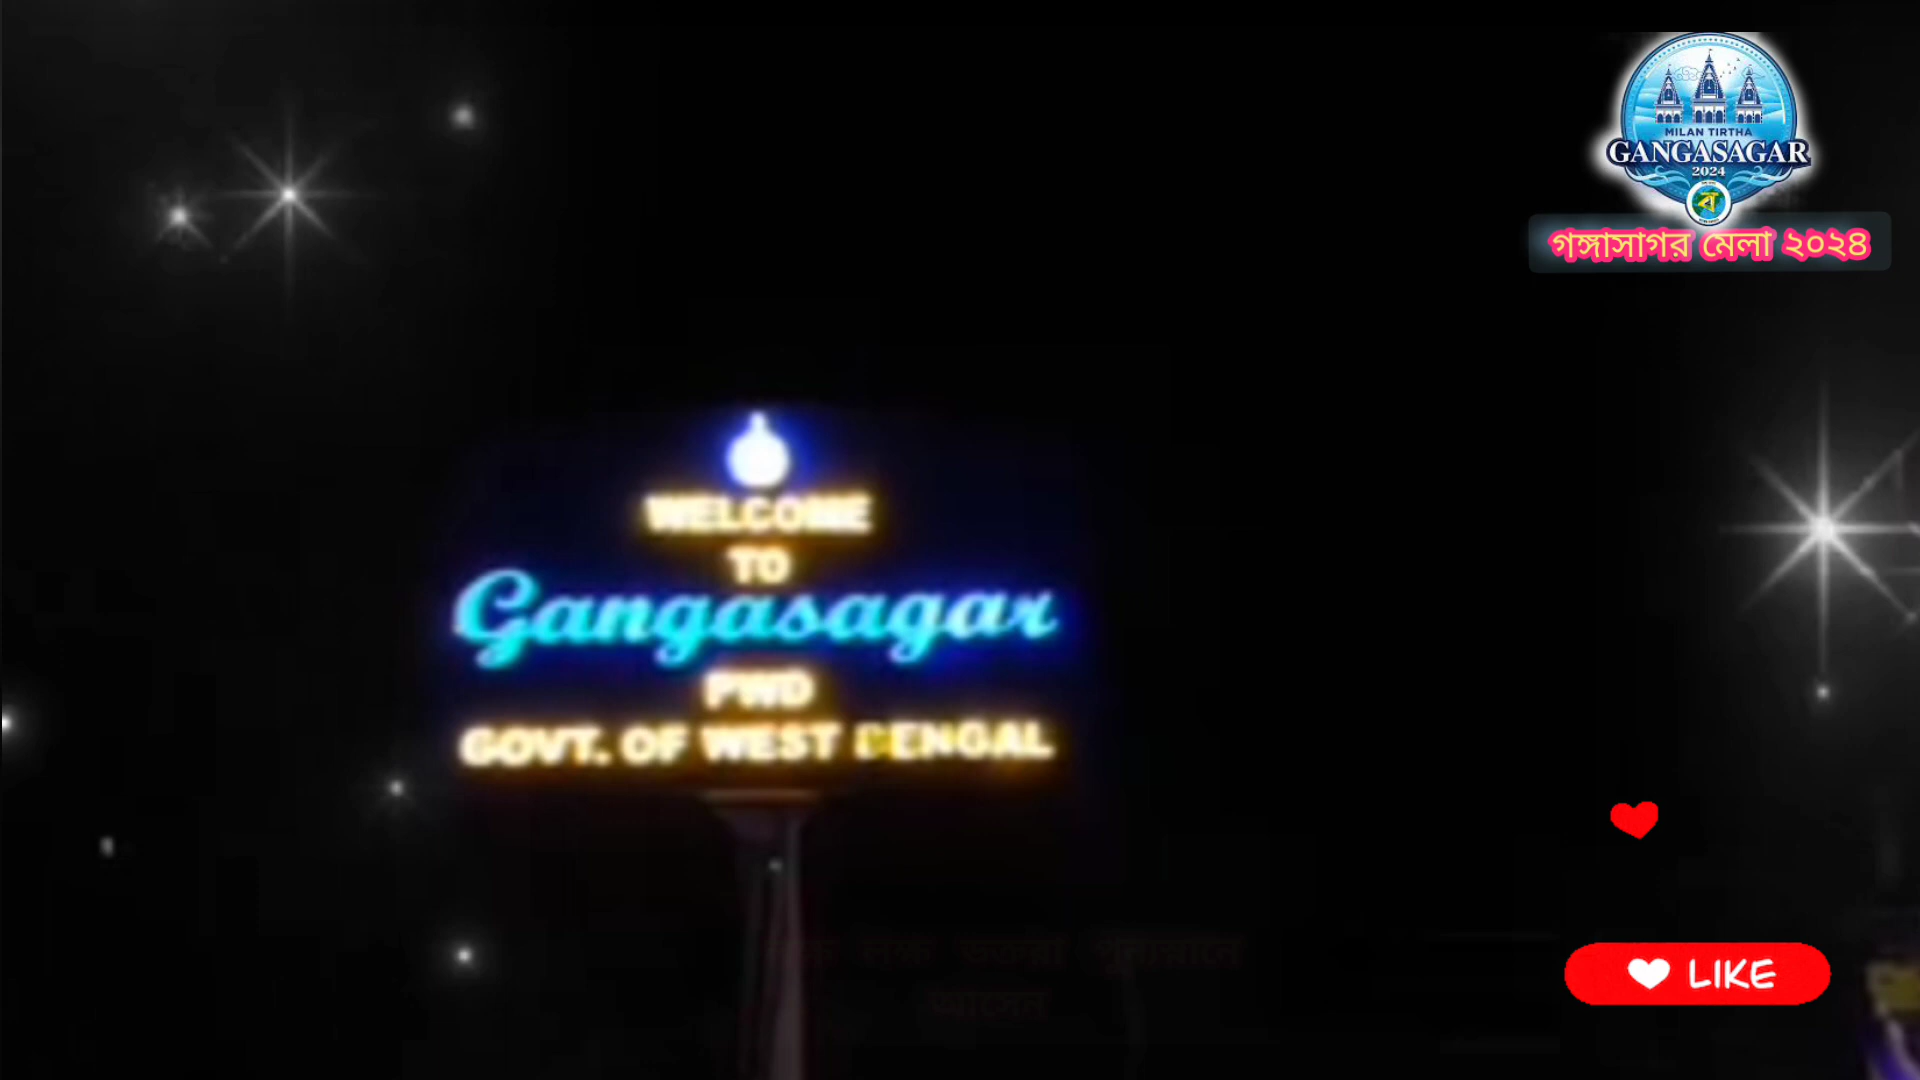 MILAN TIRTHA
GANGASAGAR
2024
গঙ্গাসাগর মেলা ২০২৪
WELCOME
TO
Gangasagar
PWD
GOVT. OF WEST BENGAL
LIKE